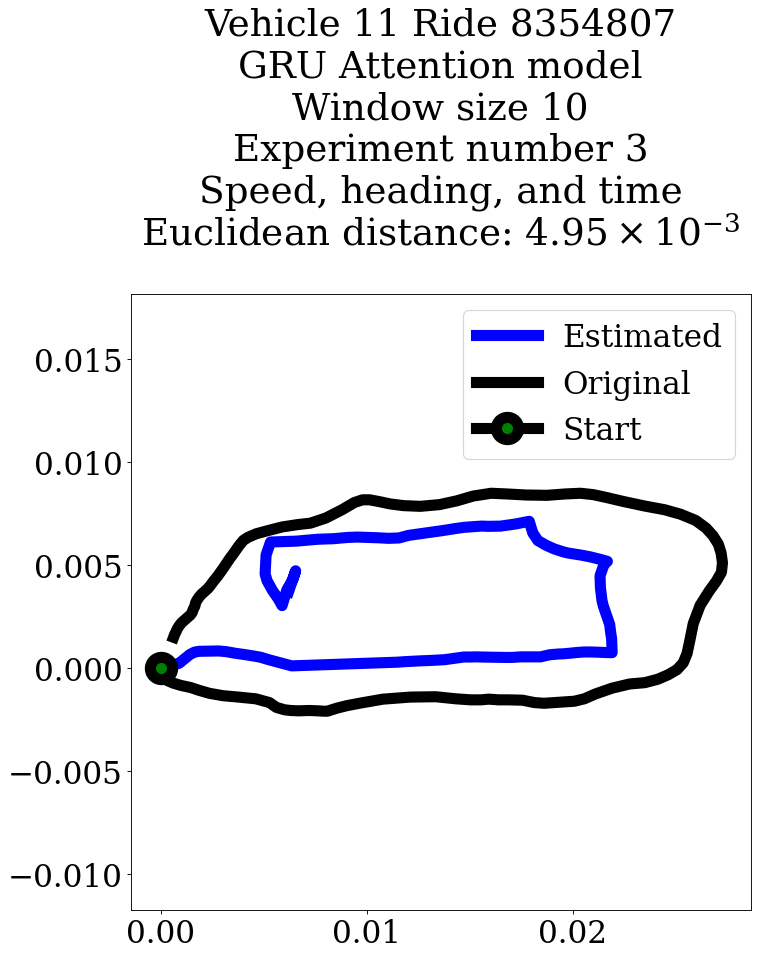 Vehicle 11 Ride 8354807
GRU Attention model
Window size 10
Experiment number 3
Speed, heading, and time
Euclidean distance: 4.95 × 10⁻³
Estimated
Original
Start
0.015
0.010
0.005
0.000
−0.005
−0.010
0.00 0.01 0.02